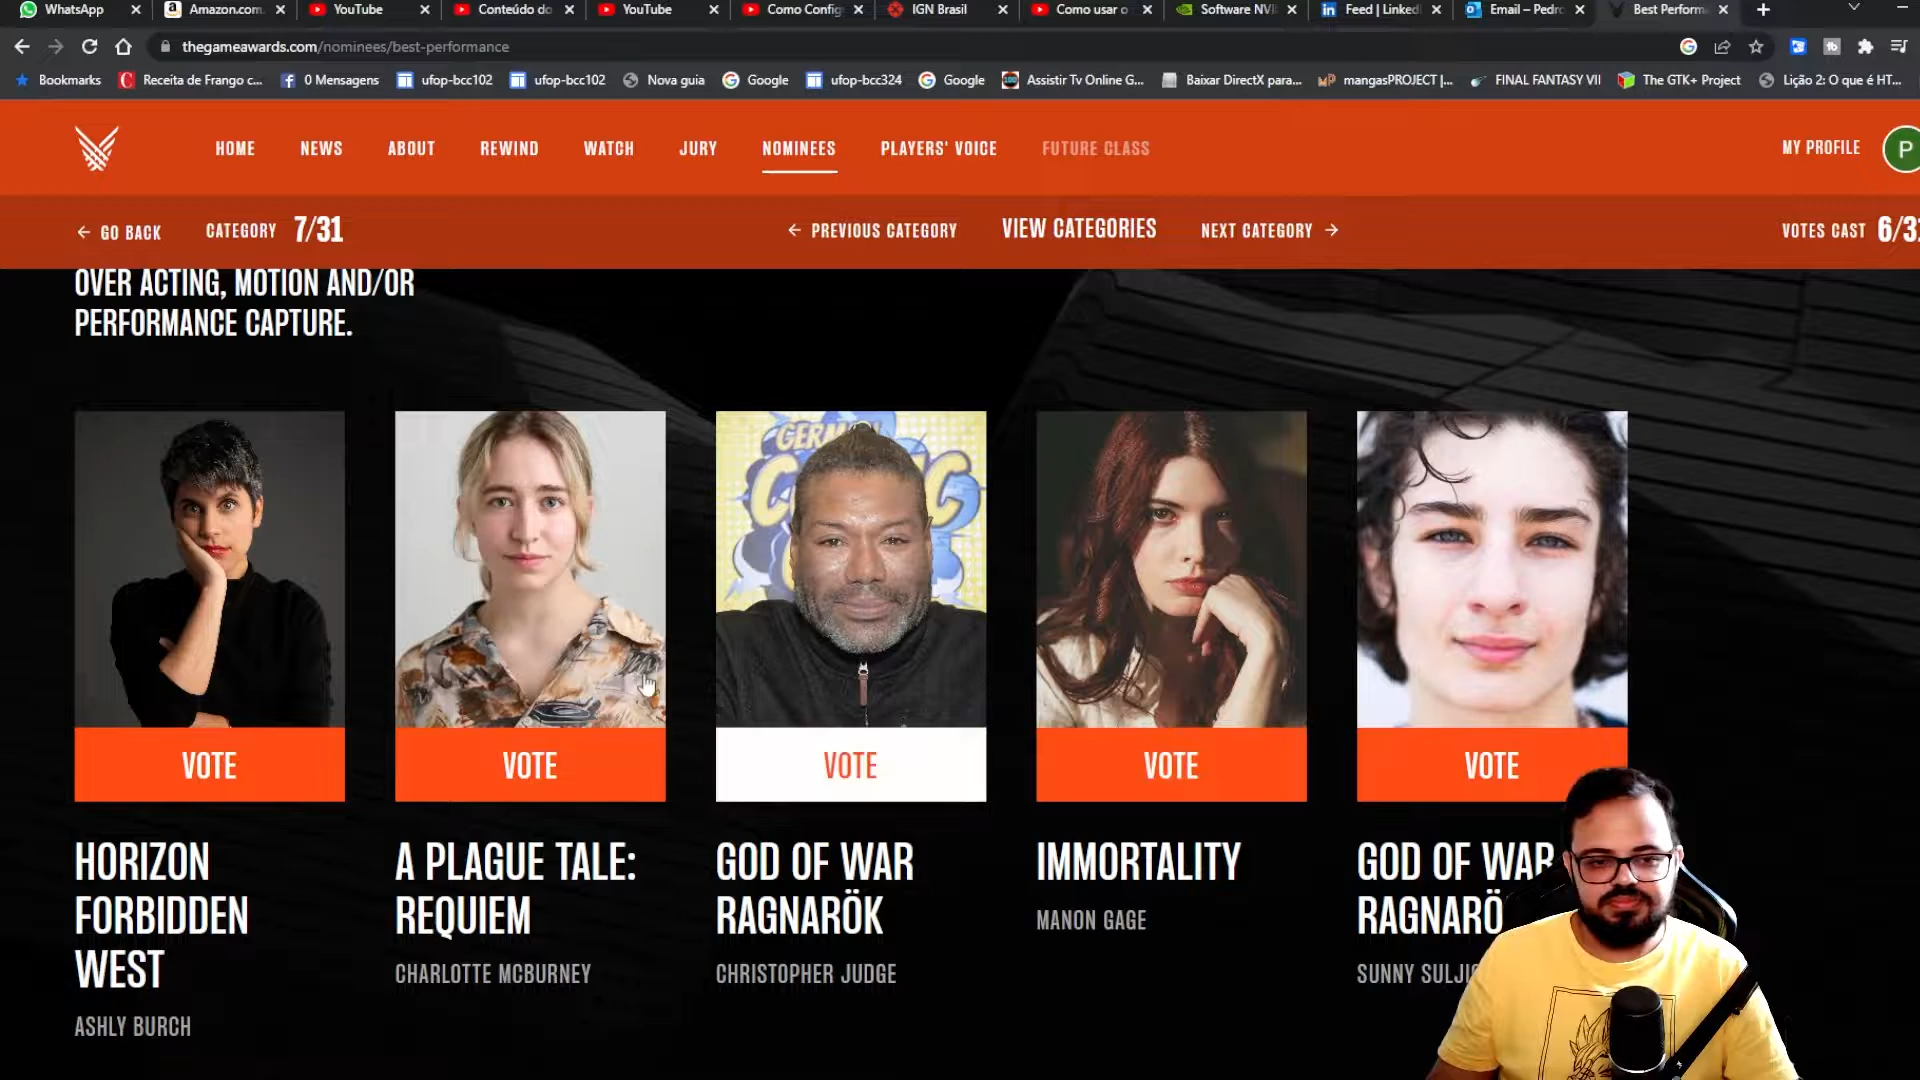 WhatsApp
Amazon.com
YouTube
Conteúdo do
YouTube
Como Config
IGN Brasil
Como usar o
Software NVI
Feed | Linked
Email – Pedro
Best Perform
thegameawards.com/nominees/best-performance
Bookmarks
Receita de Frango c...
0 Mensagens
ufop-bcc102
ufop-bcc102
Nova guia
Google
ufop-bcc324
Google
Assistir Tv Online G...
Baixar DirectX para...
mangasPROJECT |...
FINAL FANTASY VII
The GTK+ Project
Lição 2: O que é HT...
HOME
NEWS
ABOUT
REWIND
WATCH
JURY
NOMINEES
PLAYERS' VOICE
FUTURE CLASS
MY PROFILE
P
← GO BACK
CATEGORY 7/31
← PREVIOUS CATEGORY
VIEW CATEGORIES
NEXT CATEGORY →
VOTES CAST 6/31
OVER ACTING, MOTION AND/OR
PERFORMANCE CAPTURE.
GERMAN
COMIC
VOTE
VOTE
VOTE
VOTE
VOTE
HORIZON
FORBIDDEN
WEST
ASHLY BURCH
A PLAGUE TALE:
REQUIEM
CHARLOTTE MCBURNEY
GOD OF WAR
RAGNARÖK
CHRISTOPHER JUDGE
IMMORTALITY
MANON GAGE
GOD OF WAR
RAGNARÖ
SUNNY SULJIC